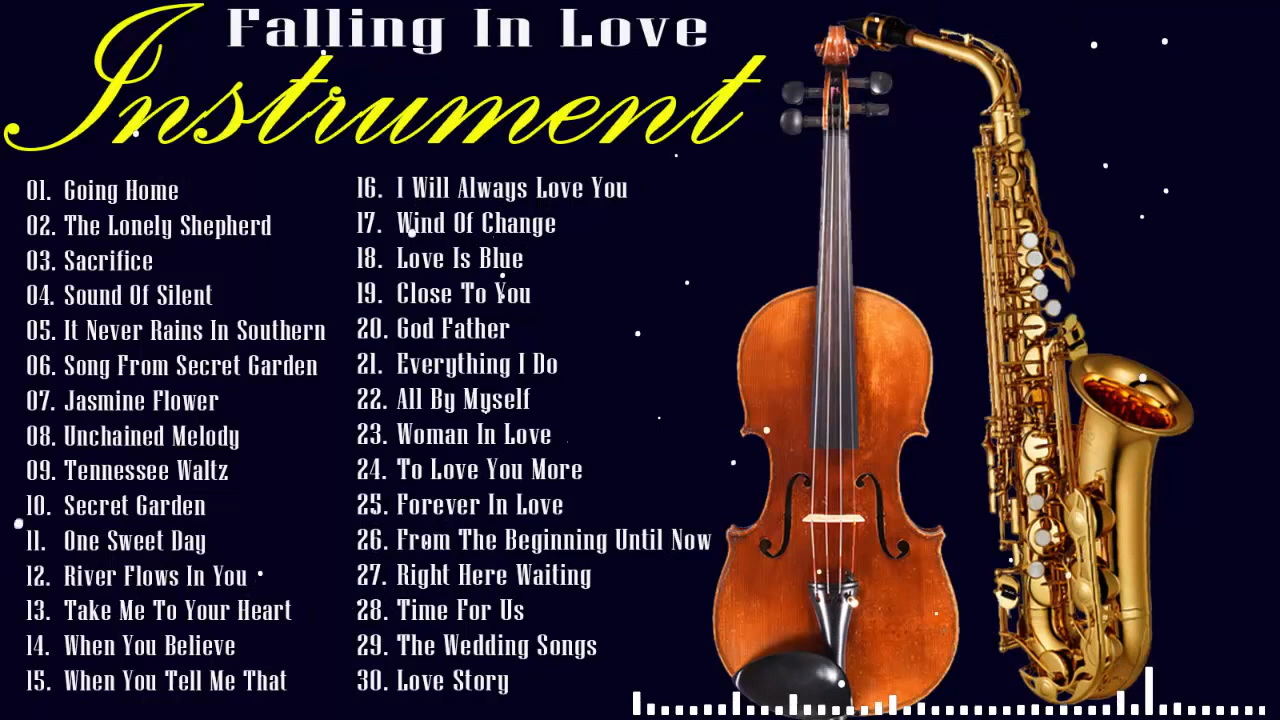 Falling In Love
Instrument
01. Going Home
02. The Lonely Shepherd
03. Sacrifice
04. Sound Of Silent
05. It Never Rains In Southern
06. Song From Secret Garden
07. Jasmine Flower
08. Unchained Melody
09. Tennessee Waltz
10. Secret Garden
11. One Sweet Day
12. River Flows In You
13. Take Me To Your Heart
14. When You Believe
15. When You Tell Me That
16. I Will Always Love You
17. Wind Of Change
18. Love Is Blue
19. Close To You
20. God Father
21. Everything I Do
22. All By Myself
23. Woman In Love
24. To Love You More
25. Forever In Love
26. From The Beginning Until Now
27. Right Here Waiting
28. Time For Us
29. The Wedding Songs
30. Love Story